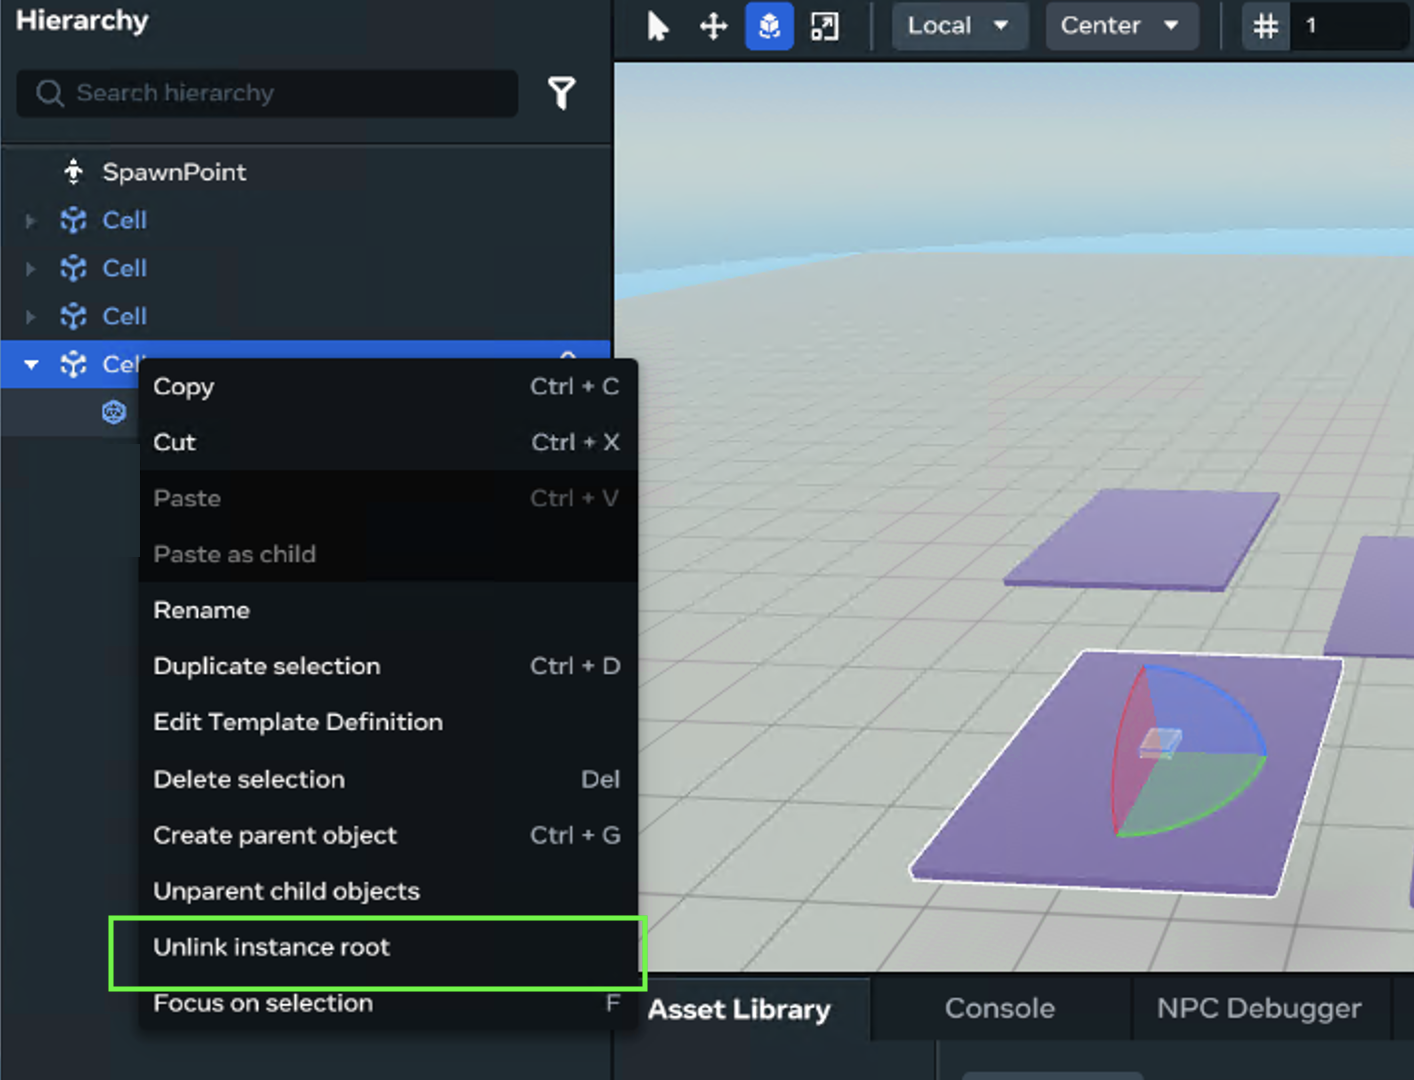 Hierarchy
Local
Center
1
Search hierarchy
SpawnPoint
Cell
Cell
Cell
Cel
Copy Ctrl + C
Cut Ctrl + X
Paste Ctrl + V
Paste as child
Rename
Duplicate selection Ctrl + D
Edit Template Definition
Delete selection Del
Create parent object Ctrl + G
Unparent child objects
Unlink instance root
Focus on selection F
Asset Library
Console
NPC Debugger